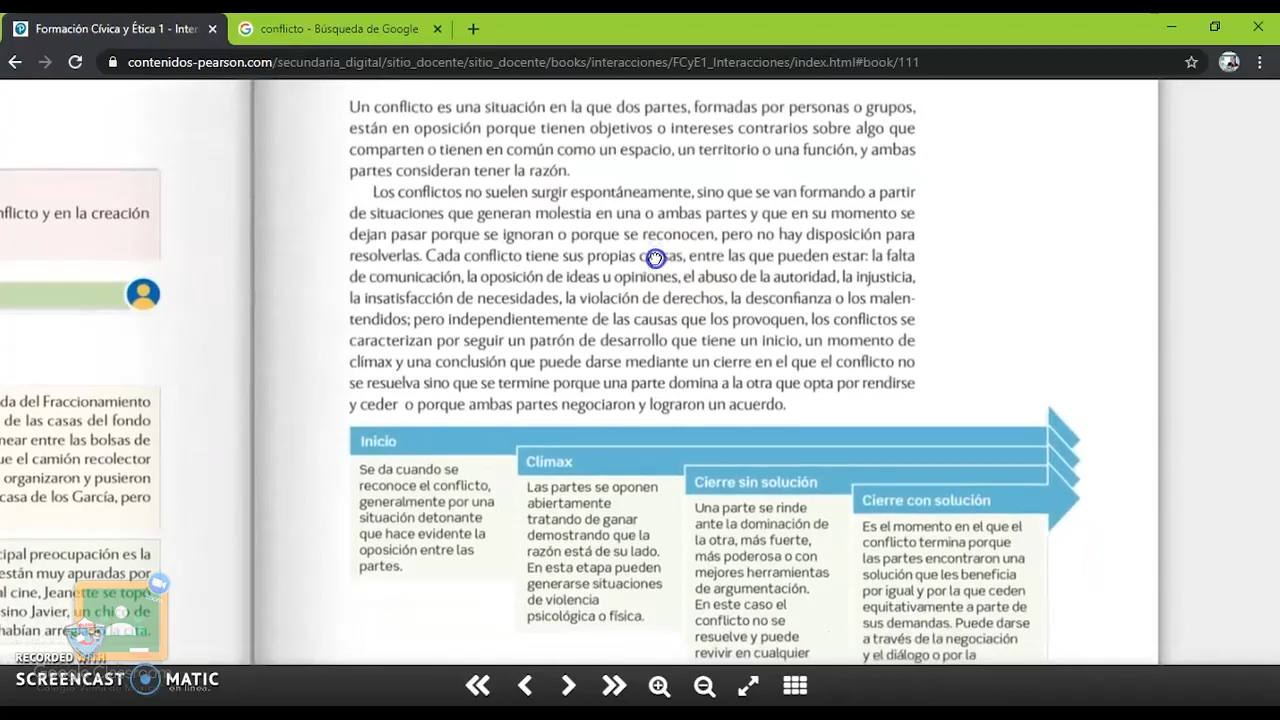 Formación Cívica y Ética 1 - Inter
conflicto - Búsqueda de Google
contenidos-pearson.com/secundaria_digital/sitio_docente/sitio_docente/books/interacciones/FCyE1_Interacciones/index.html#book/111
nflicto y en la creación
da del Fraccionamiento
de las casas del fondo
near entre las bolsas de
ue el camión recolector
organizaron y pusieron
casa de los García, pero
cipal preocupación es la
están muy apuradas por
al cine, Jeanette se topó
sino Javier, un chico de
habían arreg la cita.
Un conflicto es una situación en la que dos partes, formadas por personas o grupos,
están en oposición porque tienen objetivos o intereses contrarios sobre algo que
comparten o tienen en común como un espacio, un territorio o una función, y ambas
partes consideran tener la razón.
Los conflictos no suelen surgir espontáneamente, sino que se van formando a partir
de situaciones que generan molestia en una o ambas partes y que en su momento se
dejan pasar porque se ignoran o porque se reconocen, pero no hay disposición para
resolverlas. Cada conflicto tiene sus propias causas, entre las que pueden estar: la falta
de comunicación, la oposición de ideas u opiniones, el abuso de la autoridad, la injusticia,
la insatisfacción de necesidades, la violación de derechos, la desconfianza o los malen-
tendidos; pero independientemente de las causas que los provoquen, los conflictos se
caracterizan por seguir un patrón de desarrollo que tiene un inicio, un momento de
clímax y una conclusión que puede darse mediante un cierre en el que el conflicto no
se resuelva sino que se termine porque una parte domina a la otra que opta por rendirse
y ceder o porque ambas partes negociaron y lograron un acuerdo.
Inicio
Se da cuando se
reconoce el conflicto,
generalmente por una
situación detonante
que hace evidente la
oposición entre las
partes.
Clímax
Las partes se oponen
abiertamente
tratando de ganar
demostrando que la
razón está de su lado.
En esta etapa pueden
generarse situaciones
de violencia
psicológica o física.
Cierre sin solución
Una parte se rinde
ante la dominación de
la otra, más fuerte,
más poderosa o con
mejores herramientas
de argumentación.
En este caso el
conflicto no se
resuelve y puede
revivir en cualquier
Cierre con solución
Es el momento en el que el
conflicto termina porque
las partes encontraron una
solución que les beneficia
por igual y por la que ceden
equitativamente a parte de
sus demandas. Puede darse
a través de la negociación
y el diálogo o por la
RECORDED WITH
SCREENCAST MATIC